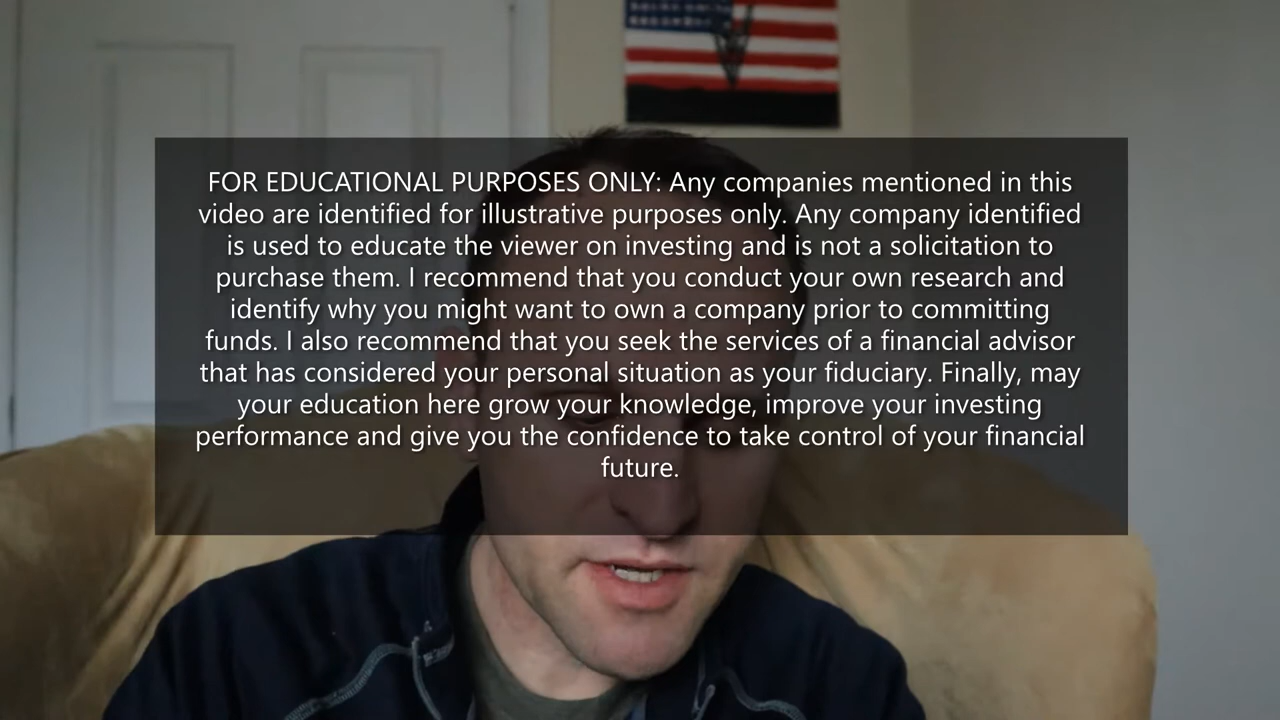 FOR EDUCATIONAL PURPOSES ONLY: Any companies mentioned in this
video are identified for illustrative purposes only. Any company identified
is used to educate the viewer on investing and is not a solicitation to
purchase them. I recommend that you conduct your own research and
identify why you might want to own a company prior to committing
funds. I also recommend that you seek the services of a financial advisor
that has considered your personal situation as your fiduciary. Finally, may
your education here grow your knowledge, improve your investing
performance and give you the confidence to take control of your financial
future.